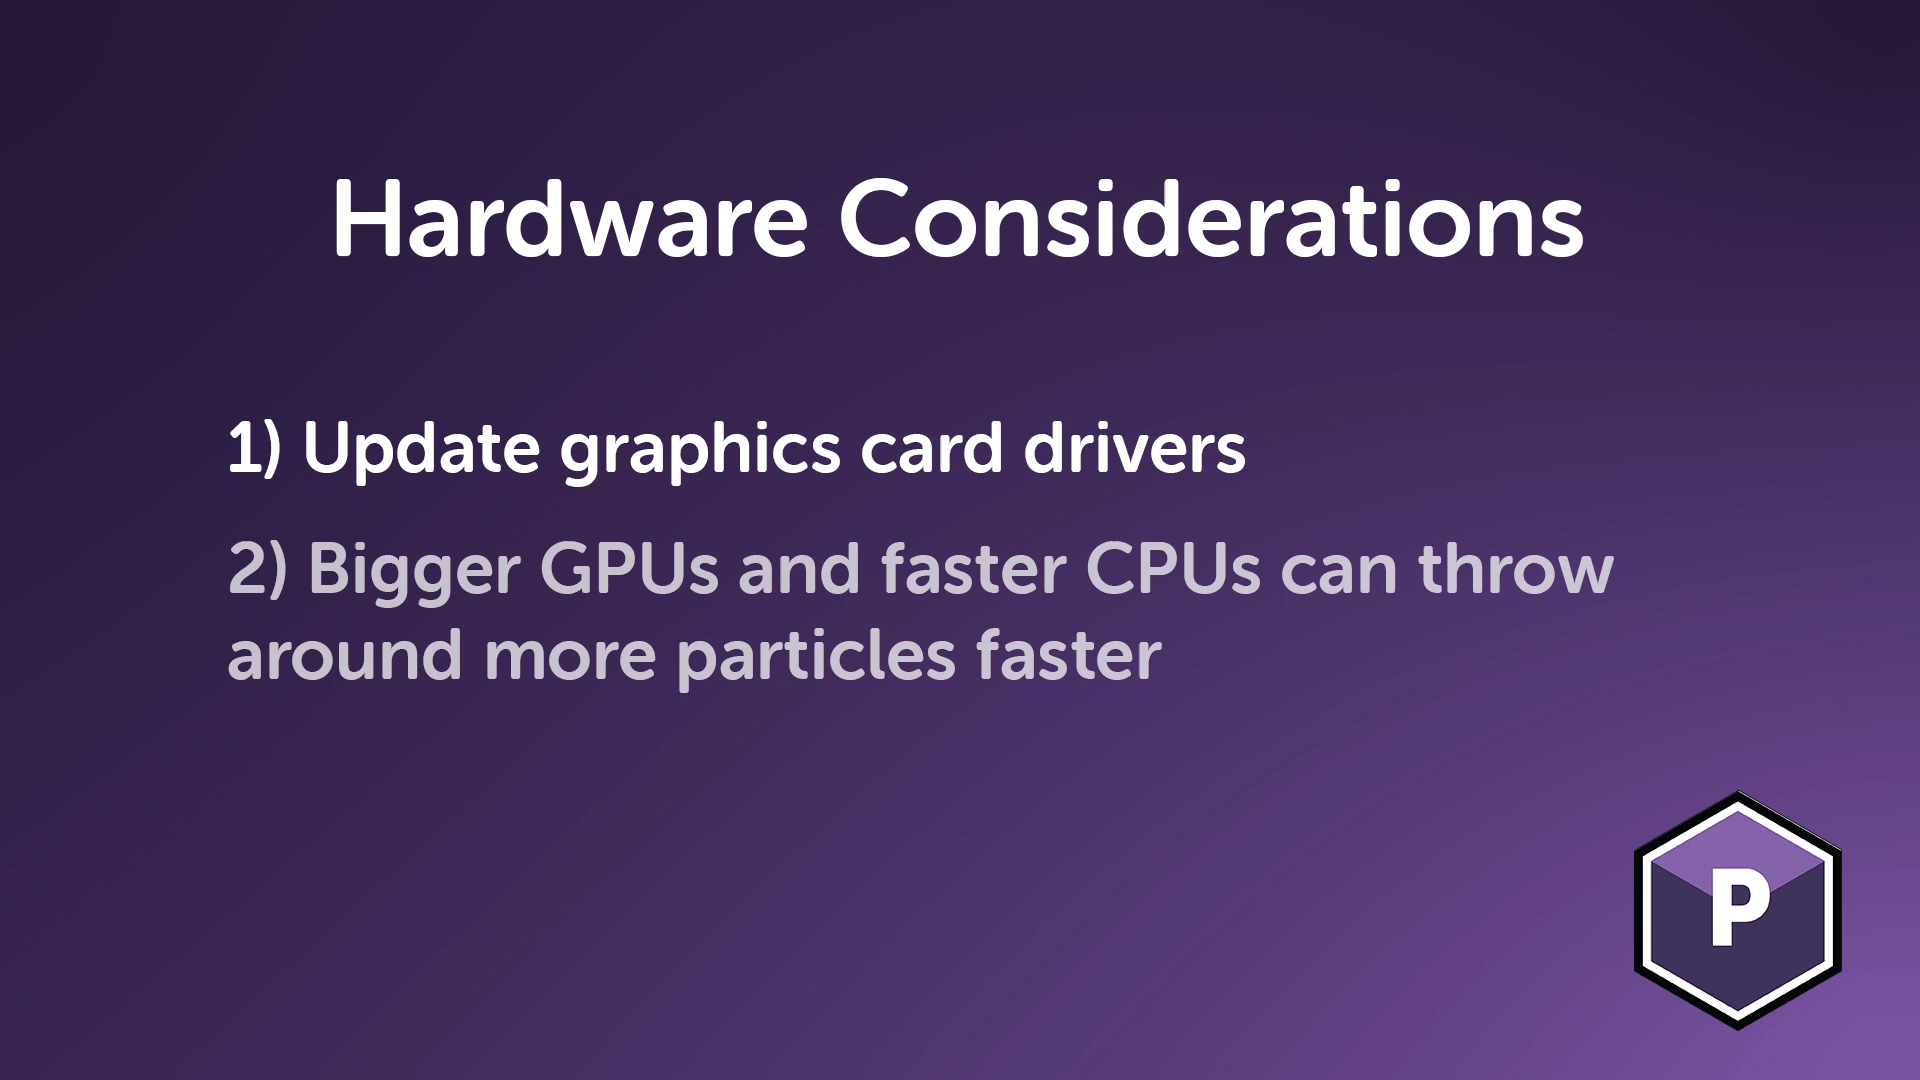 Hardware Considerations
1) Update graphics card drivers
2) Bigger GPUs and faster CPUs can throw
around more particles faster
P